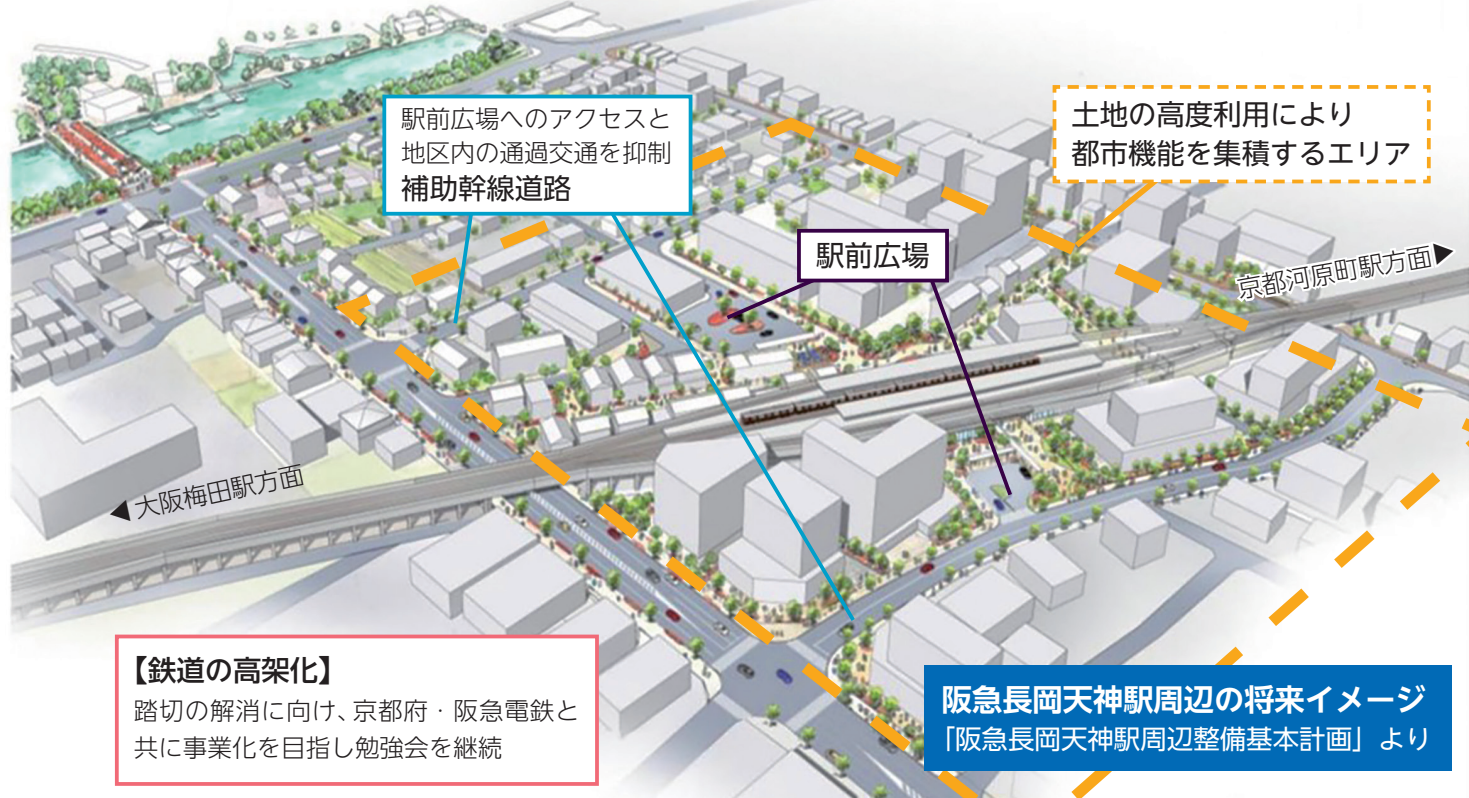 駅前広場へのアクセスと
地区内の通過交通を抑制
補助幹線道路
土地の高度利用により
都市機能を集積するエリア
駅前広場
京都河原町駅方面▶
◀大阪梅田駅方面
【鉄道の高架化】
踏切の解消に向け、京都府・阪急電鉄と
共に事業化を目指し勉強会を継続
阪急長岡天神駅周辺の将来イメージ
「阪急長岡天神駅周辺整備基本計画」より